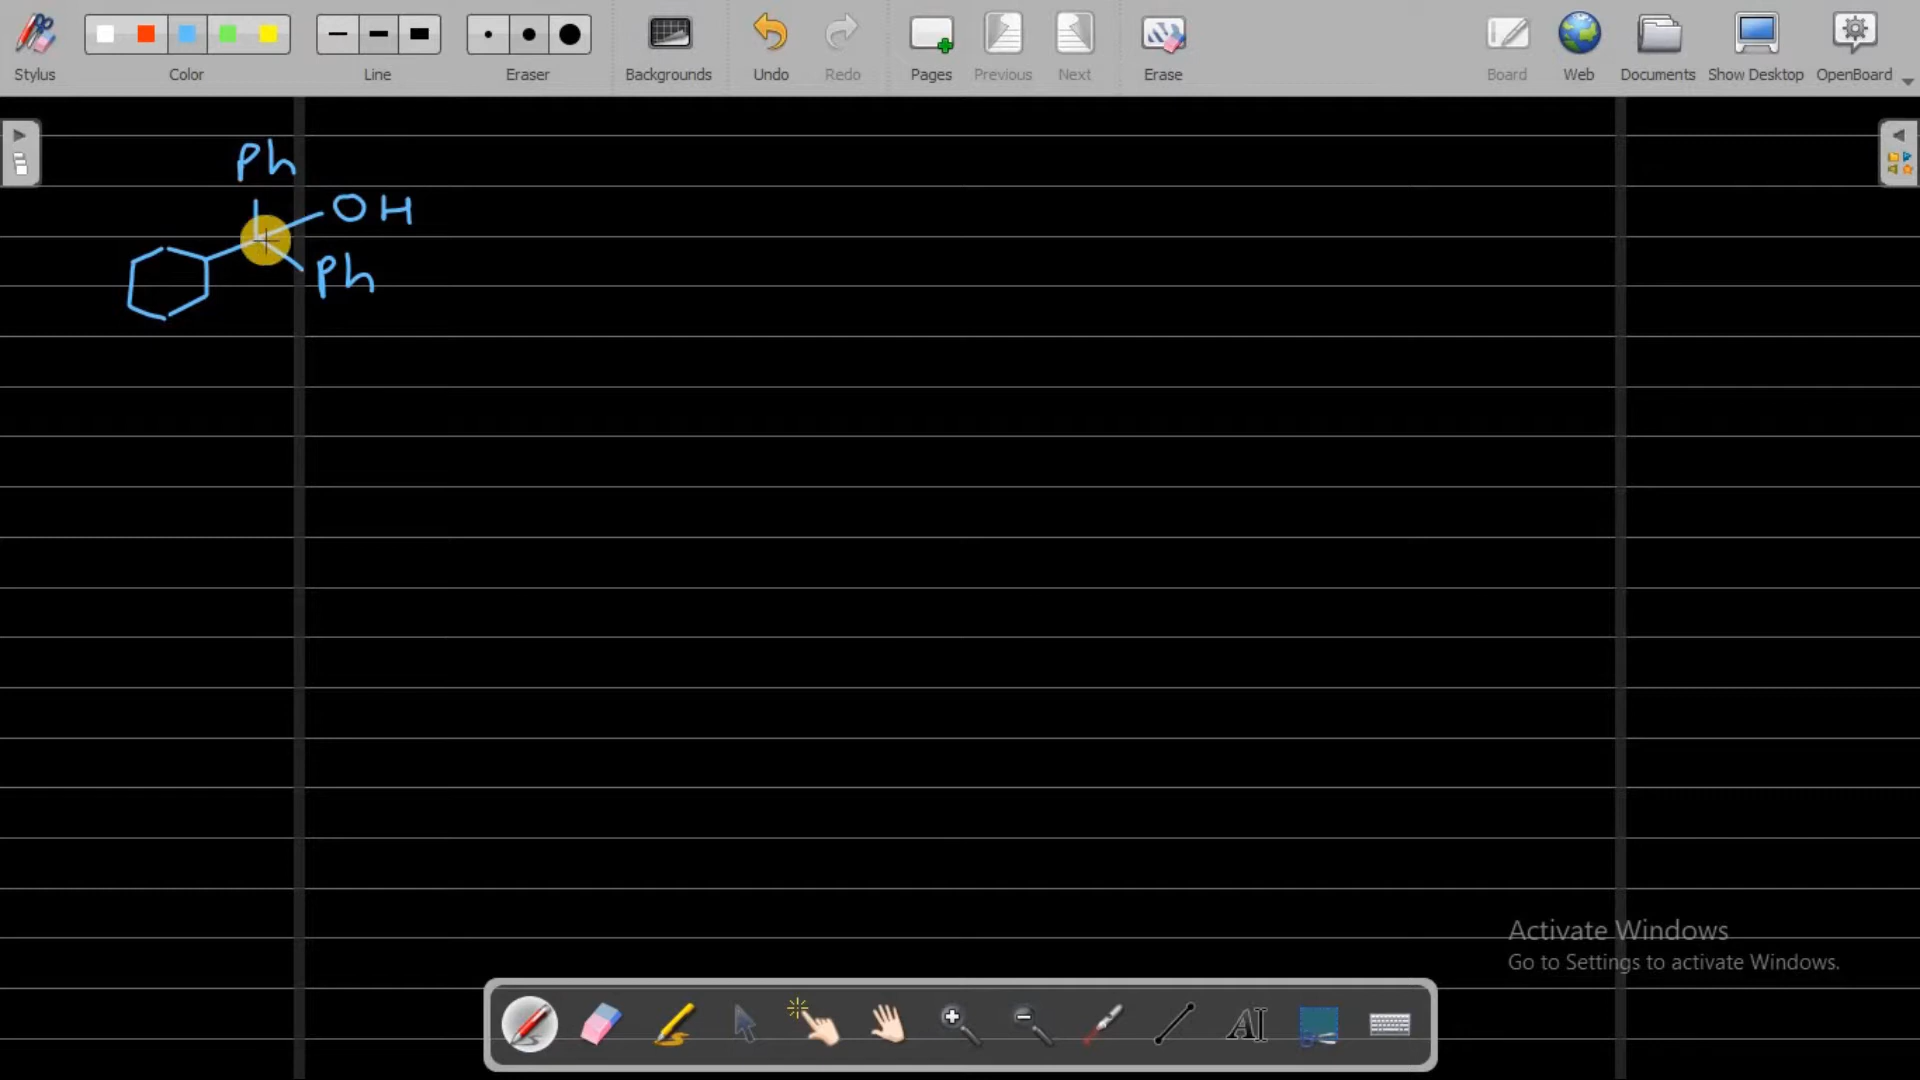 Stylus
Color
Line
Eraser
Backgrounds
Undo
Redo
Pages
Previous
Next
Erase
Board
Web
Documents
Show Desktop
OpenBoard
Ph
OH
Ph
Activate Windows
Go to Settings to activate Windows.